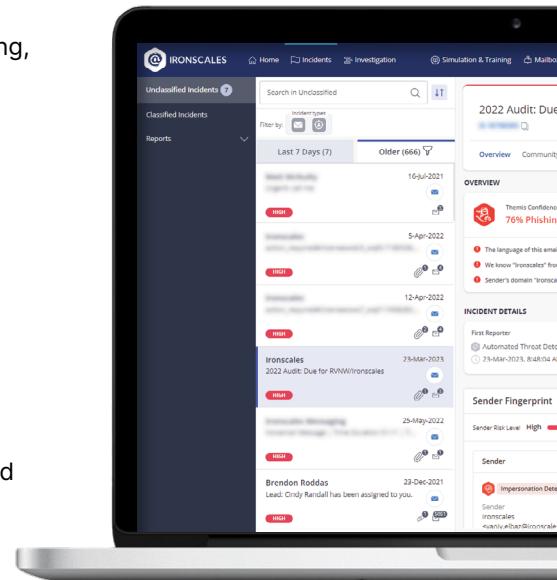 ng,
d
IRONSCALES
Home
Incidents
Investigation
Simulation & Training
Mailbo
Unclassified Incidents 7
Classified Incidents
Reports
Search in Unclassified
Filter by:
Incident types
Last 7 Days (7)
Older (666)
16-Jul-2021
HIGH
5-Apr-2022
HIGH
12-Apr-2022
HIGH
Ironscales
23-Mar-2023
2022 Audit: Due for RVNW/Ironscales
HIGH
25-May-2022
HIGH
Brendon Roddas
23-Dec-2021
Lead: Cindy Randall has been assigned to you.
HIGH
2022 Audit: Due
Overview
Communit
OVERVIEW
Themis Confidenc
76% Phishin
The language of this emai
We know "Ironscales" fro
Sender's domain "Ironsca
INCIDENT DETAILS
First Reporter
Automated Threat Dete
23-Mar-2023, 8:48:04 A
Sender Fingerprint
Sender Risk Level
High
Sender
Impersonation Dete
Sender
Ironscales